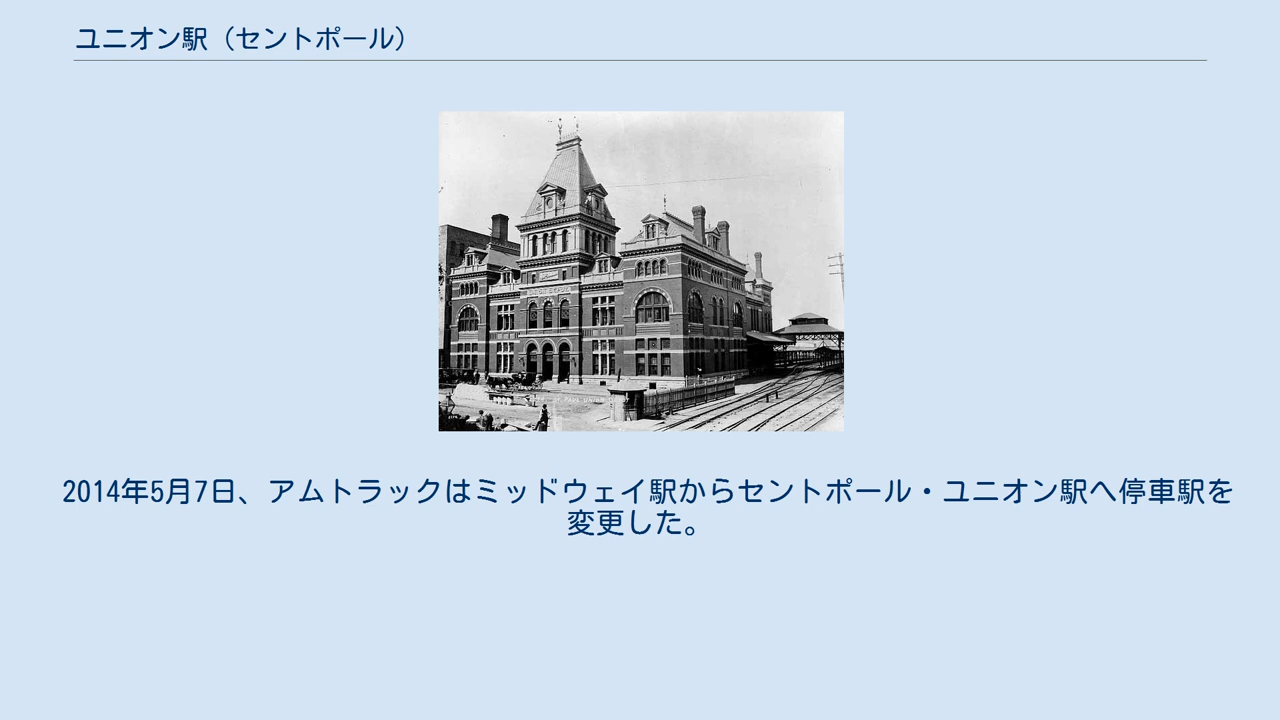 ユニオン駅（セントポール）
2014年5月7日、アムトラックはミッドウェイ駅からセントポール・ユニオン駅へ停車駅を
変更した。